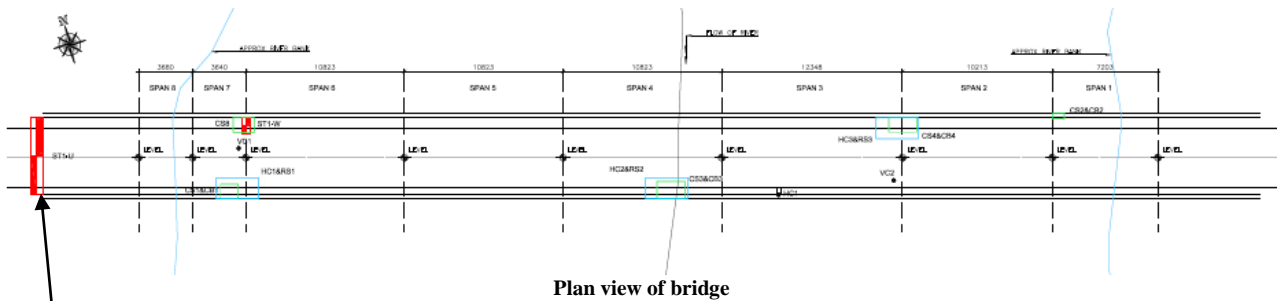 N
FLOW OF RIVER
APPROX RIVER BANK
APPROX RIVER BANK
3680 3640 10823 10823 10823 12348 10213 7203
SPAN 8 SPAN 7 SPAN 6 SPAN 5 SPAN 4 SPAN 3 SPAN 2 SPAN 1
CS2&CB2
CS8 ST1-W
CS4&CB4
HC3&RS3
VC1
LEVEL LEVEL LEVEL LEVEL LEVEL LEVEL LEVEL LEVEL LEVEL
ST1-U
HC1&RS1 HC2&RS2
VC2
CS1&CB1 CS3&CB3
HC1
Plan view of bridge